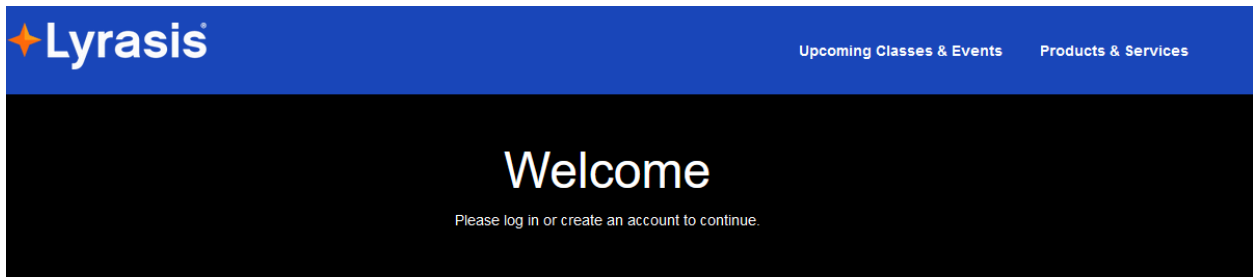 Lyrasis®
Upcoming Classes & Events Products & Services
Welcome
Please log in or create an account to continue.